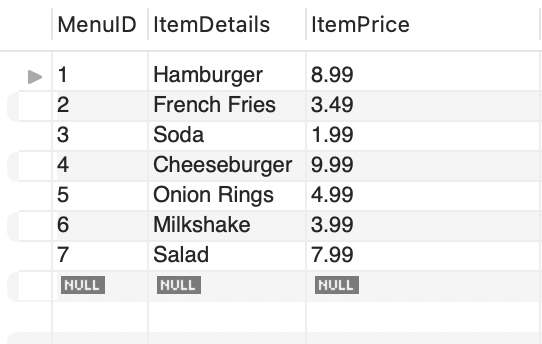 MenuID ItemDetails ItemPrice
1 Hamburger 8.99
2 French Fries 3.49
3 Soda 1.99
4 Cheeseburger 9.99
5 Onion Rings 4.99
6 Milkshake 3.99
7 Salad 7.99
NULL NULL NULL